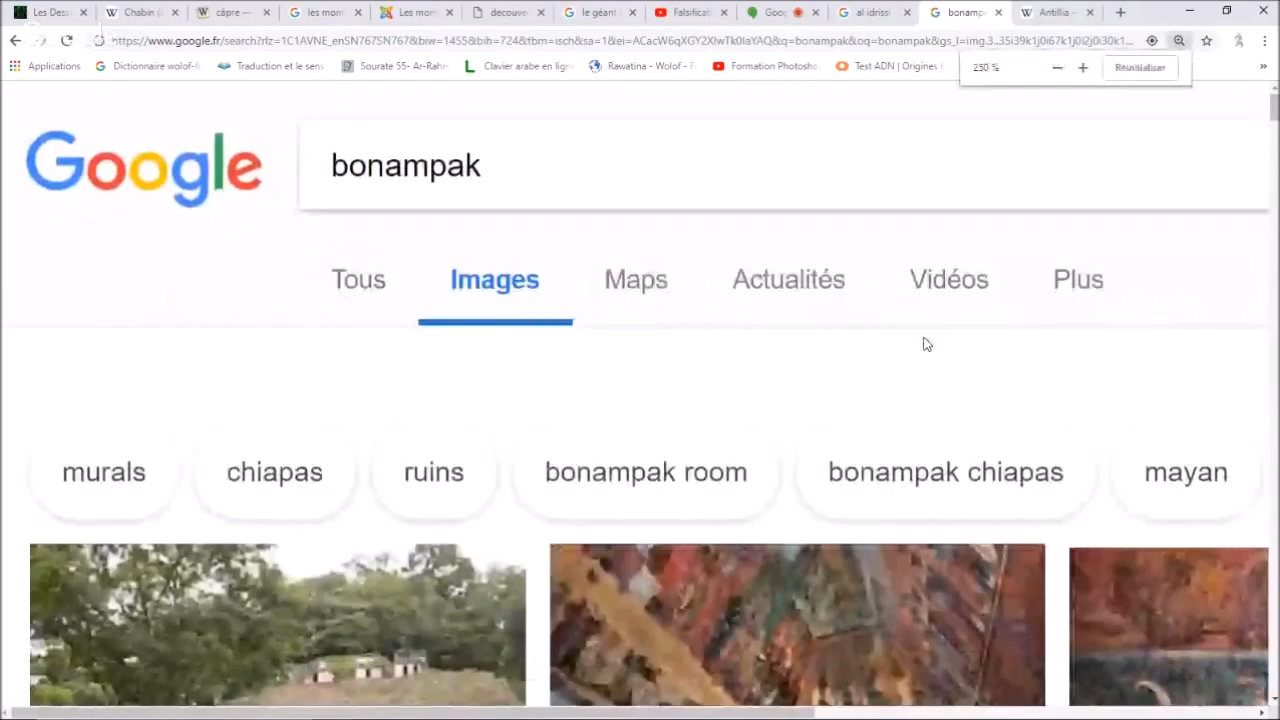 Les Dess
Chabin
câpre —
les mom
Les mom
decouve
le géant
Falsificat
Goog
al idrissi
bonamp
Antillia
https://www.google.fr/search?rlz=1C1AVNE_enSN767SN767&biw=1455&bih=724&tbm=isch&sa=1&ei=ACacW6qXGY2XlwTk0IaYAQ&q=bonampak&oq=bonampak&gs_l=img.3..35i39k1j0i67k1j0l2j0i30k1...
Applications
Dictionnaire wolof-f
Traduction et le sens
Sourate 55- Ar-Rahm
Clavier arabe en lign
Rawatina - Wolof - F
Formation Photosho
Test ADN | Origines
»
250 %
Réinitialiser
Google
bonampak
Tous
Images
Maps
Actualités
Vidéos
Plus
murals
chiapas
ruins
bonampak room
bonampak chiapas
mayan